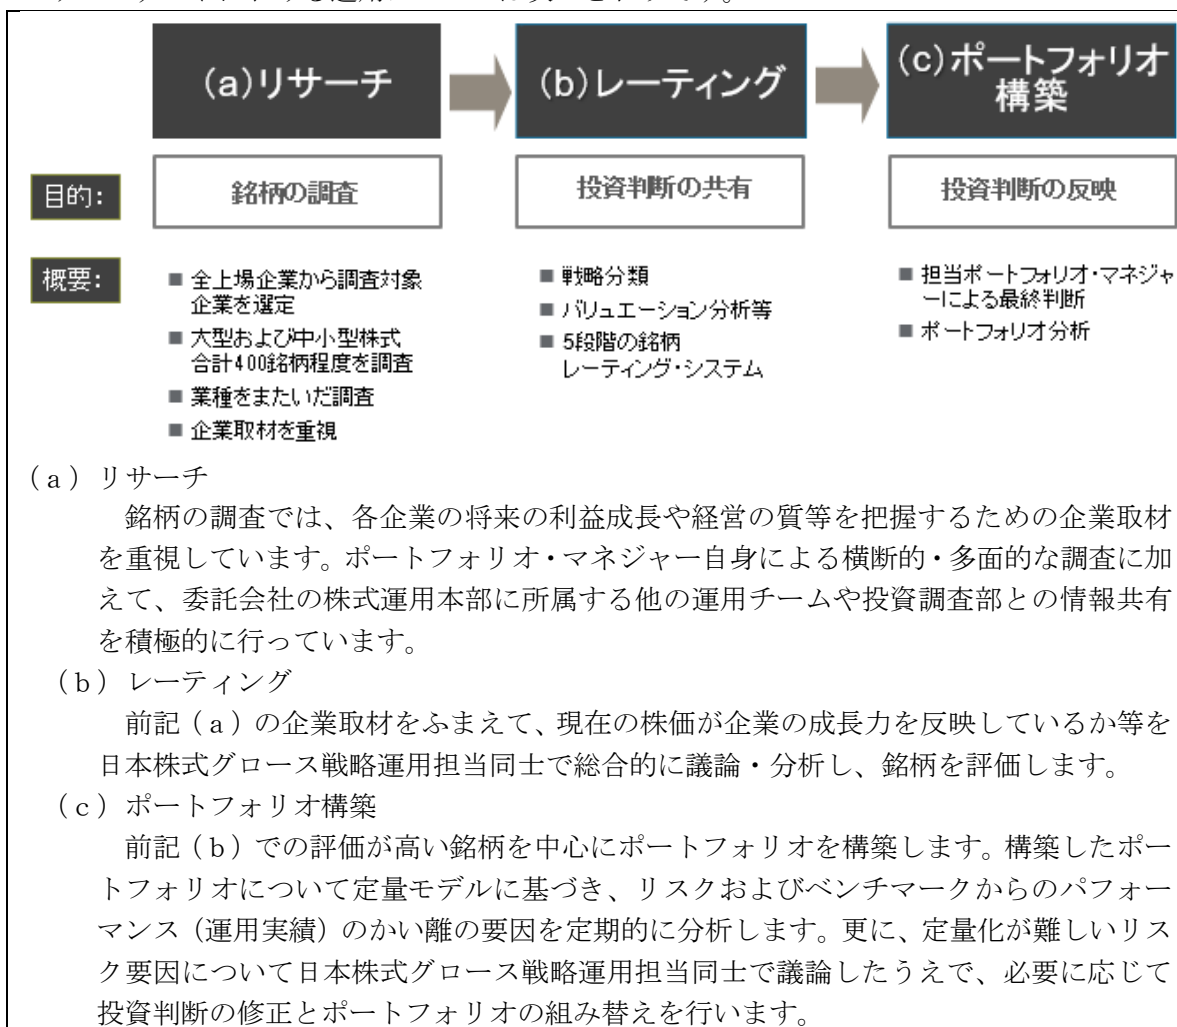 (a)リサーチ
(b)レーティング
(c)ポートフォリオ
構築
目的:
銘柄の調査
投資判断の共有
投資判断の反映
概要:
■ 全上場企業から調査対象
企業を選定
■ 大型および中小型株式
合計400銘柄程度を調査
■ 業種をまたいだ調査
■ 企業取材を重視
■ 戦略分類
■ バリュエーション分析等
■ 5段階の銘柄
レーティング・システム
■ 担当ポートフォリオ・マネジャ
ーによる最終判断
■ ポートフォリオ分析
(a)リサーチ
銘柄の調査では、各企業の将来の利益成長や経営の質等を把握するための企業取材
を重視しています。ポートフォリオ・マネジャー自身による横断的・多面的な調査に加
えて、委託会社の株式運用本部に所属する他の運用チームや投資調査部との情報共有
を積極的に行っています。
(b)レーティング
前記(a)の企業取材をふまえて、現在の株価が企業の成長力を反映しているか等を
日本株式グロース戦略運用担当同士で総合的に議論・分析し、銘柄を評価します。
(c)ポートフォリオ構築
前記(b)での評価が高い銘柄を中心にポートフォリオを構築します。構築したポー
トフォリオについて定量モデルに基づき、リスクおよびベンチマークからのパフォー
マンス(運用実績)のかい離の要因を定期的に分析します。更に、定量化が難しいリス
ク要因について日本株式グロース戦略運用担当同士で議論したうえで、必要に応じて
投資判断の修正とポートフォリオの組み替えを行います。